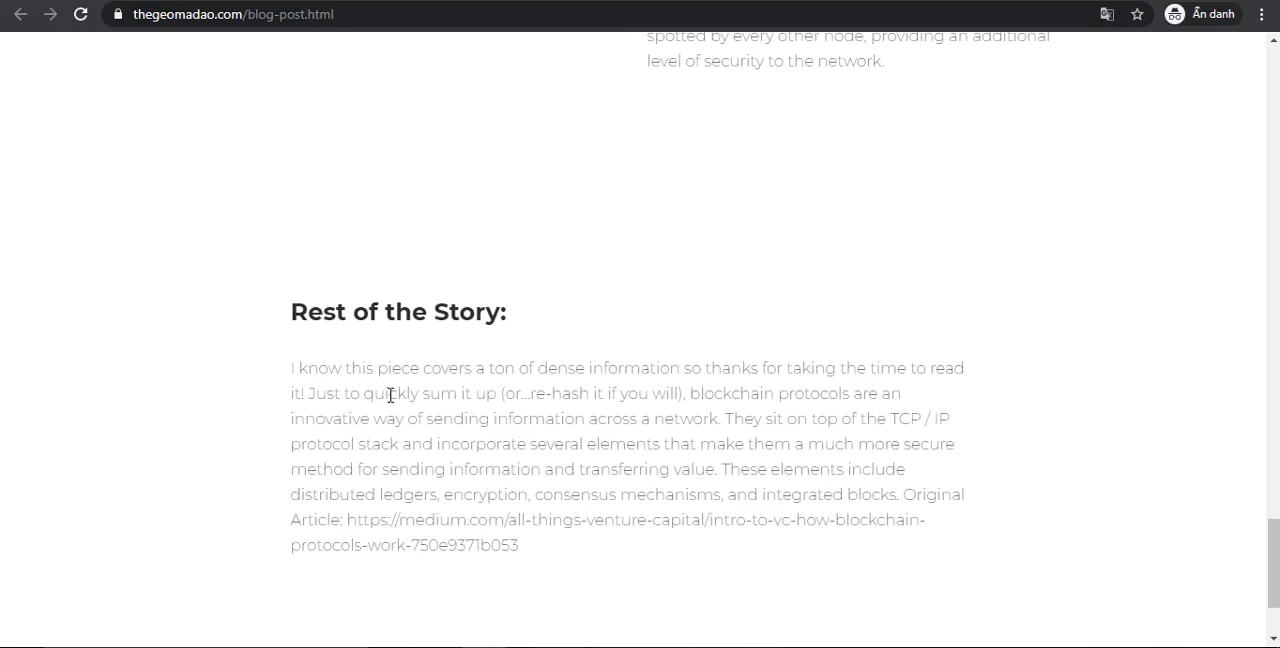 thegeomadao.com/blog-post.html
Ẩn danh
spotted by every other node, providing an additional
level of security to the network.
Rest of the Story:
I know this piece covers a ton of dense information so thanks for taking the time to read
it! Just to quickly sum it up (or...re-hash it if you will), blockchain protocols are an
innovative way of sending information across a network. They sit on top of the TCP / IP
protocol stack and incorporate several elements that make them a much more secure
method for sending information and transferring value. These elements include
distributed ledgers, encryption, consensus mechanisms, and integrated blocks. Original
Article: https://medium.com/all-things-venture-capital/intro-to-vc-how-blockchain-
protocols-work-750e9371b053